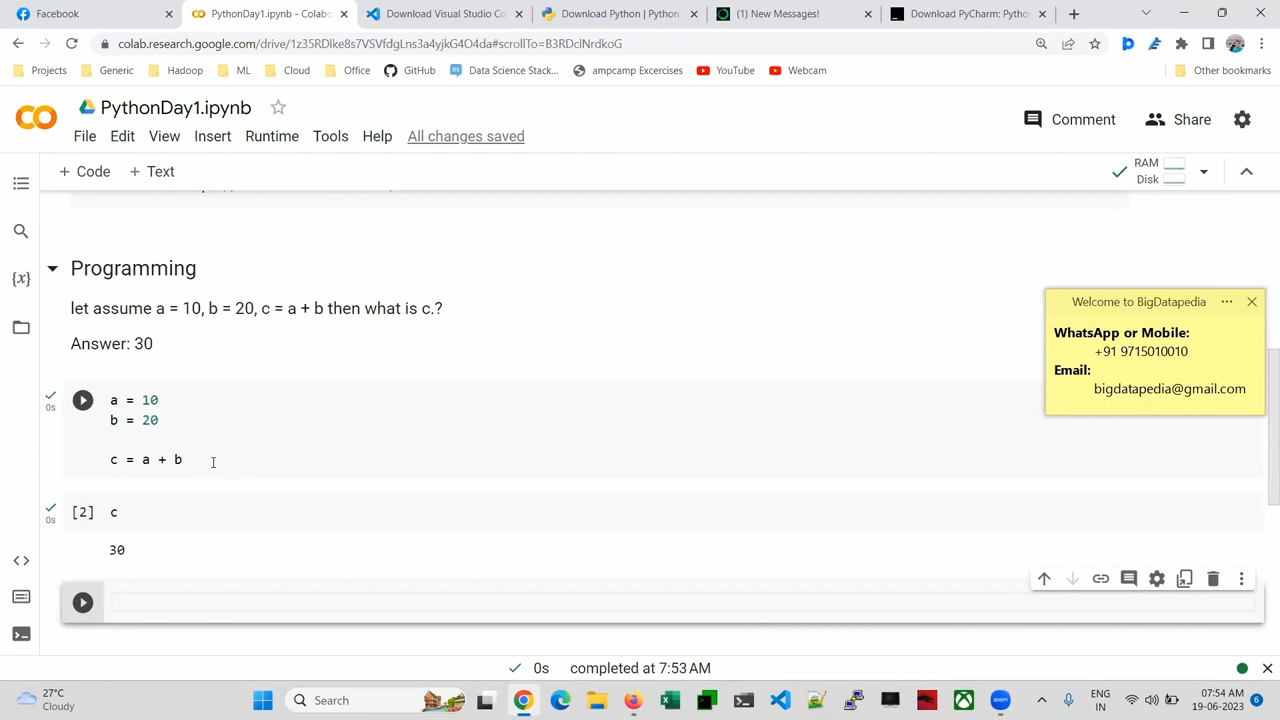 Facebook
PythonDay1.ipynb - Colabo
Download Visual Studio Co
Download Python | Python.
(1) New Messages!
Download PyCharm: Pytho
colab.research.google.com/drive/1z35RDlke8s7VSVfdgLns3a4yjkG4O4da#scrollTo=B3RDclNrdkoG
Projects
Generic
Hadoop
ML
Cloud
Office
GitHub
Data Science Stack...
ampcamp Excercises
YouTube
Webcam
Other bookmarks
PythonDay1.ipynb
File Edit View Insert Runtime Tools Help All changes saved
Comment
Share
+ Code + Text
RAM
Disk
Programming
let assume a = 10, b = 20, c = a + b then what is c.?
Answer: 30
Welcome to BigDatapedia
WhatsApp or Mobile:
+91 9715010010
Email:
bigdatapedia@gmail.com
0s
a = 10
b = 20
c = a + b
0s
[2] c
30
0s completed at 7:53 AM
27°C
Cloudy
Search
ENG
IN
07:54 AM
19-06-2023
6